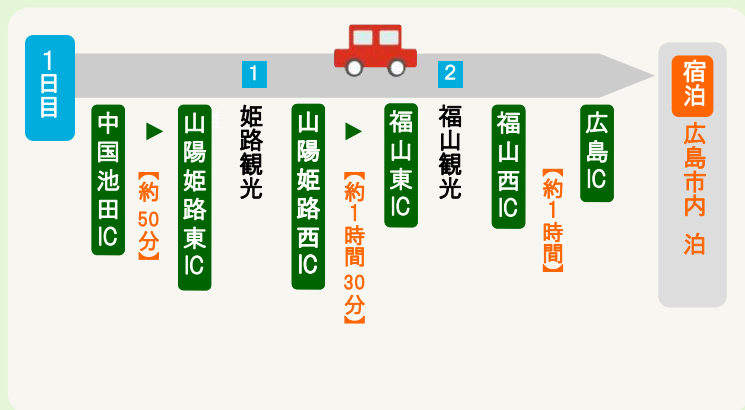 1日目
中国池田IC
【約50分】
山陽姫路東IC
1
姫路観光
山陽姫路西IC
【約1時間30分】
福山東IC
2
福山観光
福山西IC
【約1時間】
広島IC
宿泊
広島市内 泊